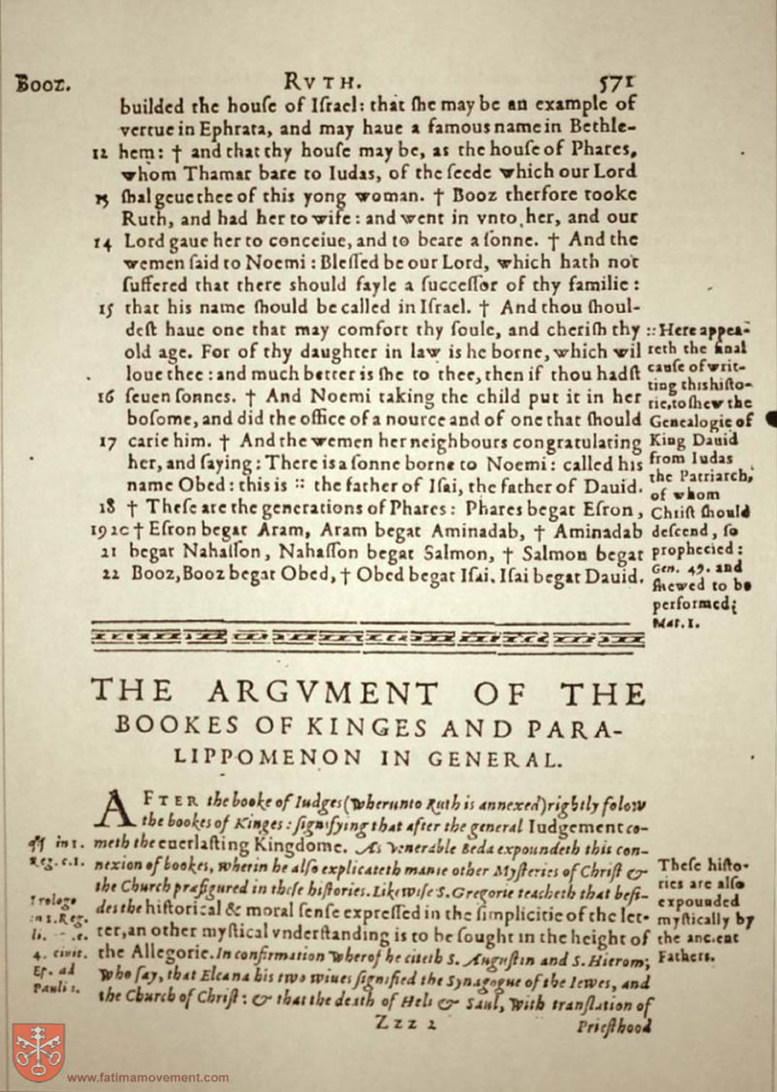 Booz. RVTH. 571
builded the houſe of Iſrael: that ſhe may be an example of
vertue in Ephrata, and may haue a famous name in Bethle-
12 hem: † and that thy houſe may be, as the houſe of Phares,
whom Thamar bare to Iudas, of the ſeede which our Lord
13 ſhal geue thee of this yong woman. † Booz therfore tooke
Ruth, and had her to wife: and went in vnto her, and our
14 Lord gaue her to conceiue, and to beare a ſonne. † And the
wemen ſaid to Noemi: Bleſſed be our Lord, which hath not
ſuffered that there ſhould fayle a ſucceſſor of thy familie:
15 that his name ſhould be called in Iſrael. † And thou ſhoul-
deſt haue one that may comfort thy ſoule, and cheriſh thy
old age. For of thy daughter in law is he borne, which wil
loue thee: and much better is ſhe to thee, then if thou hadſt
16 ſeuen ſonnes. † And Noemi taking the child put it in her
boſome, and did the office of a nource and of one that ſhould
17 carie him. † And the wemen her neighbours congratulating
her, and ſaying: There is a ſonne borne to Noemi: called his
name Obed: this is :: the father of Iſai, the father of Dauid.
18 † Theſe are the generations of Phares: Phares begat Eſron,
19 20 † Eſron begat Aram, Aram begat Aminadab, † Aminadab
21 begat Nahaſſon, Nahaſſon begat Salmon, † Salmon begat
22 Booz, Booz begat Obed, † Obed begat Iſai, Iſai begat Dauid.
:: Here appea-
reth the final
cauſe of writ-
ting this hiſto-
rie, to ſhew the
Genealogie of
King Dauid
from Iudas
the Patriarch,
of whom
Chriſt ſhould
deſcend, ſo
prophecied:
Gen. 49. and
ſhewed to be
performed;
Mat. 1.
THE ARGVMENT OF THE
BOOKES OF KINGES AND PARA-
LIPPOMENON IN GENERAL.
AFTER the booke of Iudges (wherunto Ruth is annexed) rightly folow
the bookes of Kinges: ſignifying that after the general Iudgement co-
meth the euerlaſting Kingdome. As Venerable Beda expoundeth this con-
nexion of bookes, wherin he alſo explicateth manie other Myſteries of Chriſt &
the Church præfigured in theſe hiſtories. Likewiſe S. Gregorie teacheth that beſi-
des the hiſtorical & moral ſenſe expreſſed in the ſimplicitie of the let-
ter, an other myſtical vnderſtanding is to be ſought in the height of
the Allegorie. In confirmation wherof he citeth S. Auguſtin and S. Hierom;
who ſay, that Elcana his two wiues ſignified the Synagogue of the Iewes, and
the Church of Chriſt: & that the death of Heli & Saul, with tranſlation of
in 1.
Reg. c. 1.
in 1. Reg.
li.
4. ciuit.
Ep. ad
Pauli
Theſe hiſto-
ries are alſo
expounded
myſtically by
the ancient
Fathers.
Zzz 2 Prieſthood
www.fatimamovement.com